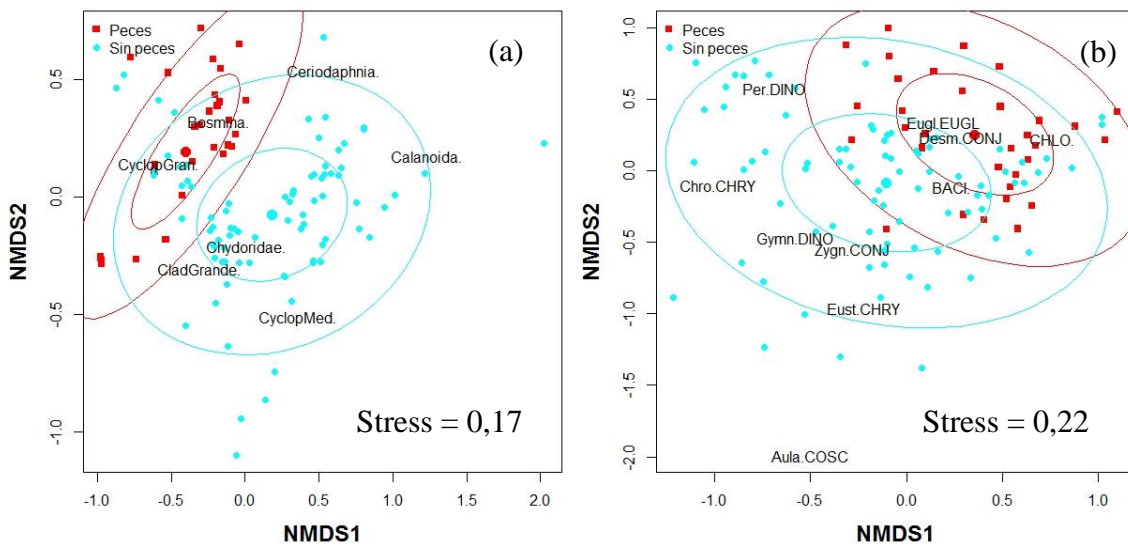 Peces
Sin peces
(a)
Ceriodaphnia.
Bosmina.
CyclopGran.
Calanoida.
Chydoridae.
CladGrande.
CyclopMed.
Stress = 0,17
NMDS2
0.5
0.0
-0.5
-1.0
-1.0
-0.5
0.0
0.5
1.0
1.5
2.0
NMDS1
Peces
Sin peces
(b)
Per.DINO
Eugl.EUGL
Desm.CONJ
CHLO.
Chro.CHRY
BACI.
Gymn.DINO
Zygn.CONJ
Eust.CHRY
Stress = 0,22
Aula.COSC
NMDS2
1.0
0.5
0.0
-0.5
-1.0
-1.5
-2.0
-1.0
-0.5
0.0
0.5
1.0
NMDS1